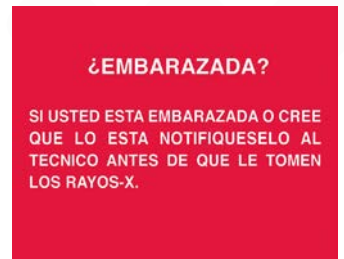 ¿EMBARAZADA?
SI USTED ESTA EMBARAZADA O CREE
QUE LO ESTA NOTIFIQUESELO AL
TECNICO ANTES DE QUE LE TOMEN
LOS RAYOS-X.